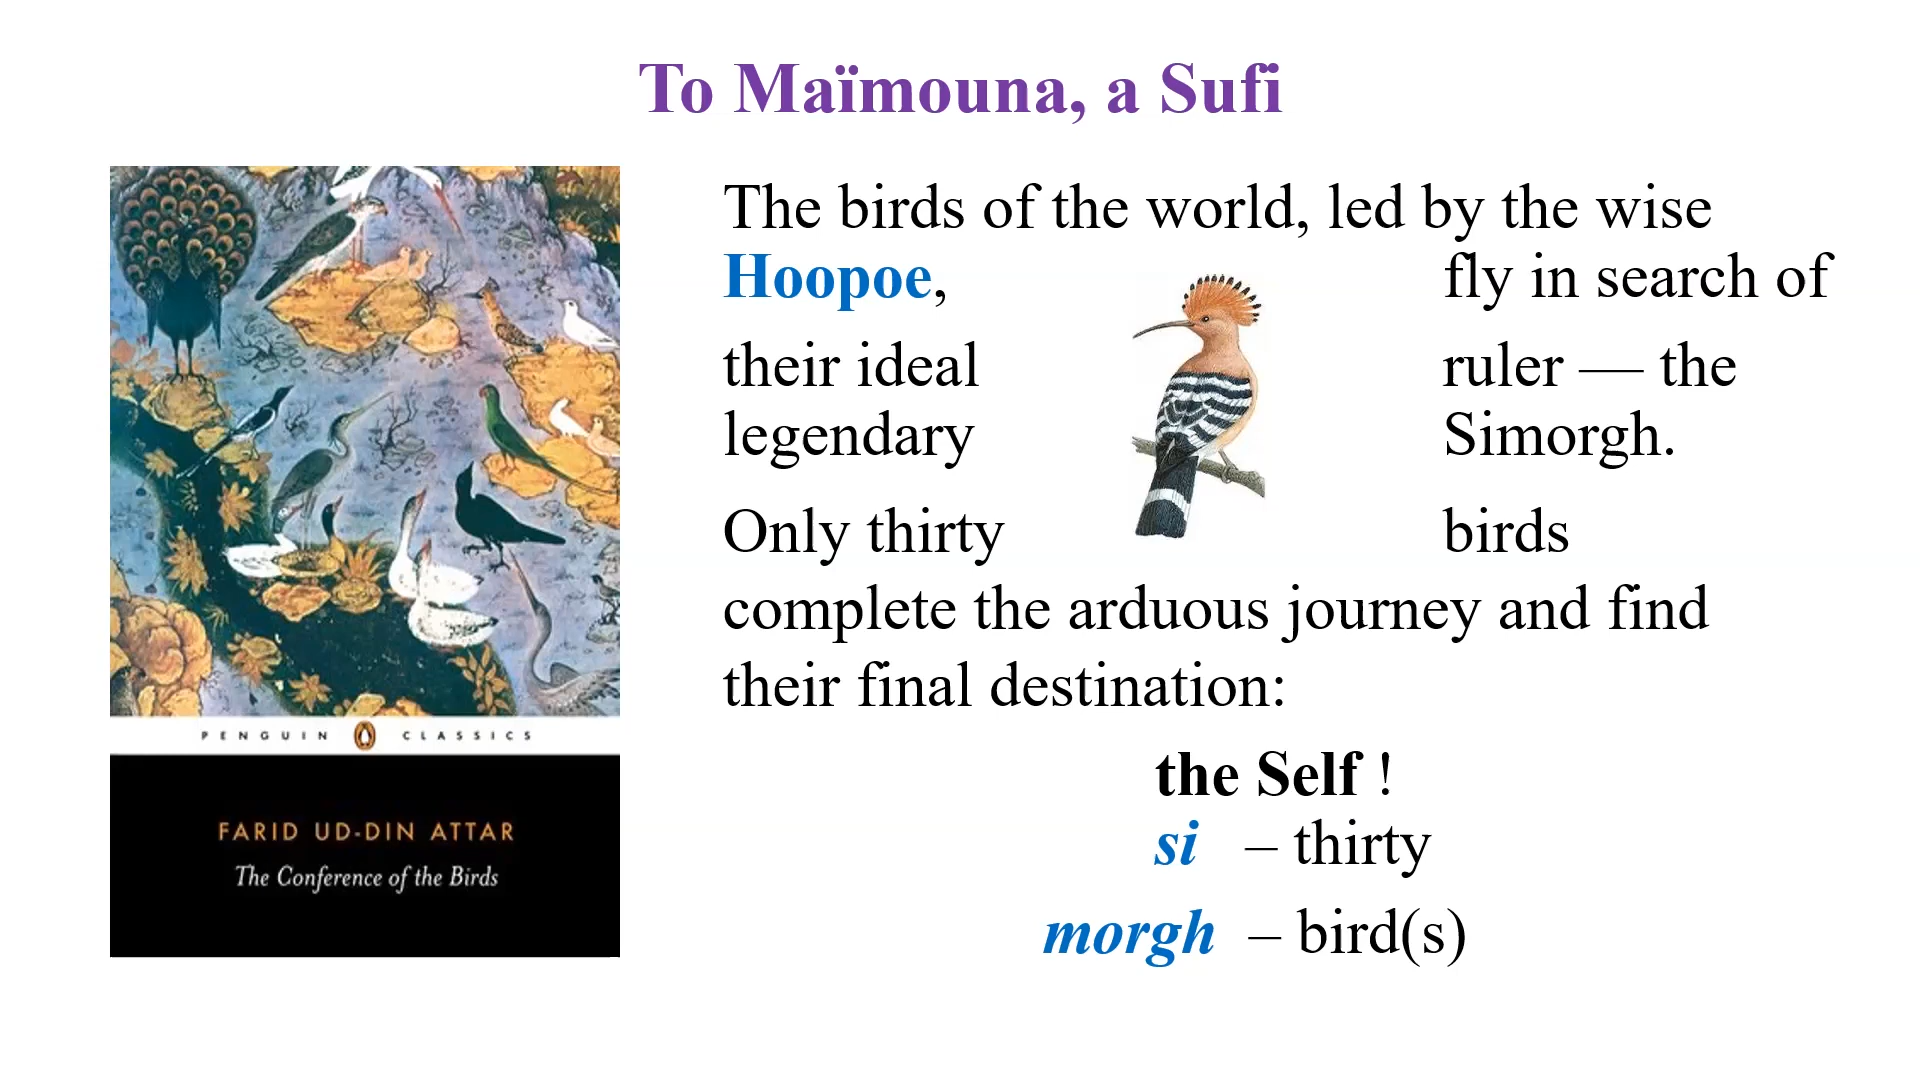 To Maïmouna, a Sufi
The birds of the world, led by the wise
Hoopoe, fly in search of
their ideal ruler — the
legendary Simorgh.
Only thirty birds
complete the arduous journey and find
their final destination:
the Self !
si – thirty
morgh – bird(s)
PENGUIN CLASSICS
FARID UD-DIN ATTAR
The Conference of the Birds